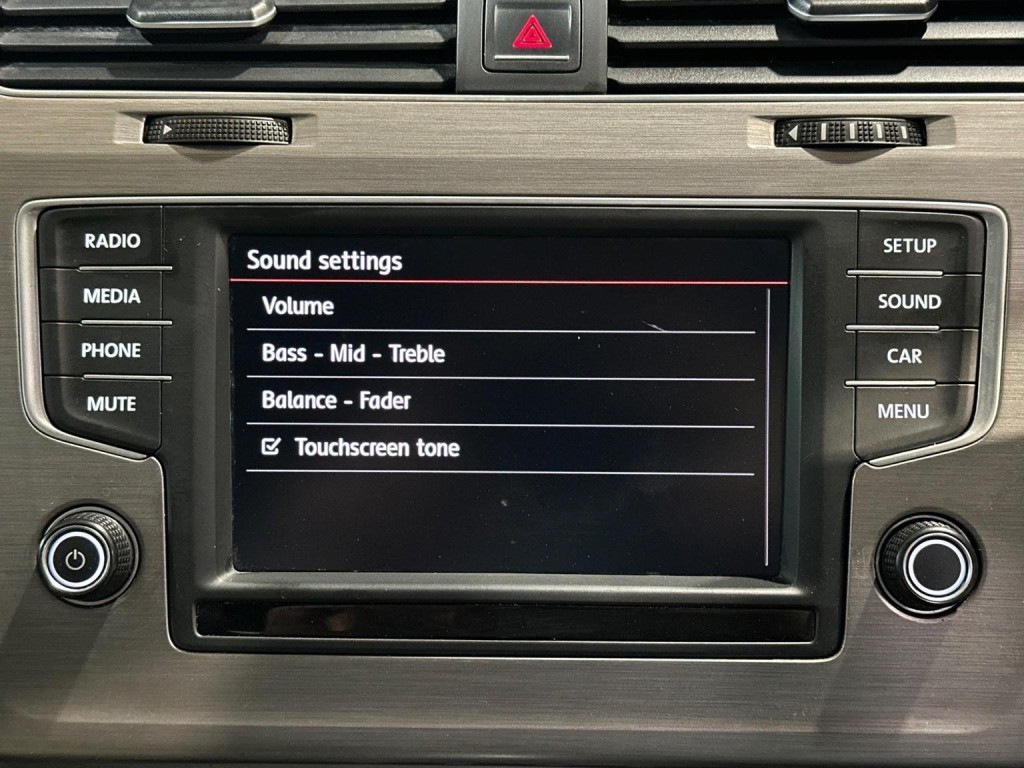 RADIO
MEDIA
PHONE
MUTE
Sound settings
Volume
Bass - Mid - Treble
Balance - Fader
Touchscreen tone
SETUP
SOUND
CAR
MENU